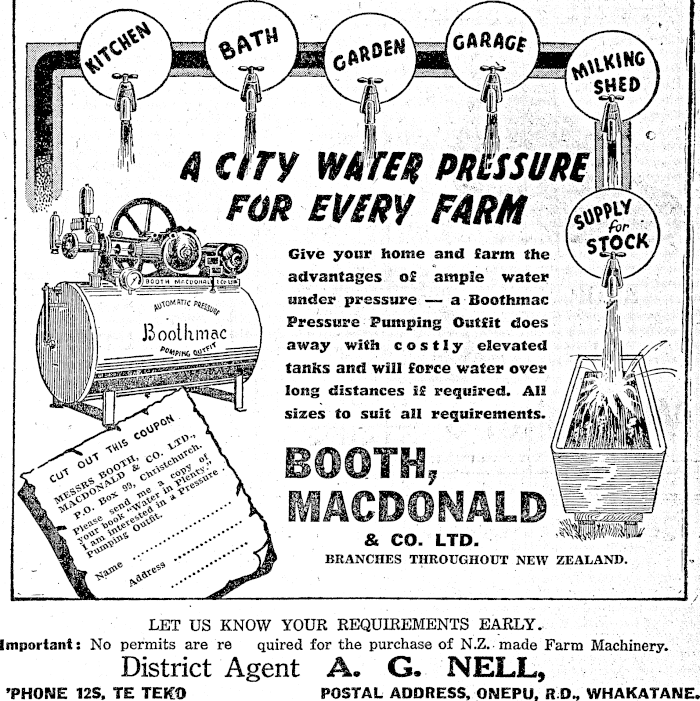 KITCHEN
BATH
GARDEN
GARAGE
MILKING
SHED
A CITY WATER PRESSURE
FOR EVERY FARM
SUPPLY
for
STOCK
Give your home and farm the
advantages of ample water
under pressure — a Boothmac
Pressure Pumping Outfit does
away with costly elevated
tanks and will force water over
long distances if required. All
sizes to suit all requirements.
BOOTH MACDONALD & CO LTD
AUTOMATIC PRESSURE
Boothmac
PUMPING OUTFIT
CUT OUT THIS COUPON
MESSRS BOOTH,
MACDONALD & CO. LTD.,
P.O. Box 99, Christchurch.
Please send me a copy of
your book "Water in Plenty."
I am interested in a Pressure
Pumping Outfit.
Name
Address
BOOTH,
MACDONALD
& CO. LTD.
BRANCHES THROUGHOUT NEW ZEALAND.
LET US KNOW YOUR REQUIREMENTS EARLY.
Important: No permits are re quired for the purchase of N.Z. made Farm Machinery.
District Agent A. G. NELL,
'PHONE 12S, TE TEKO POSTAL ADDRESS, ONEPU, R.D., WHAKATANE.